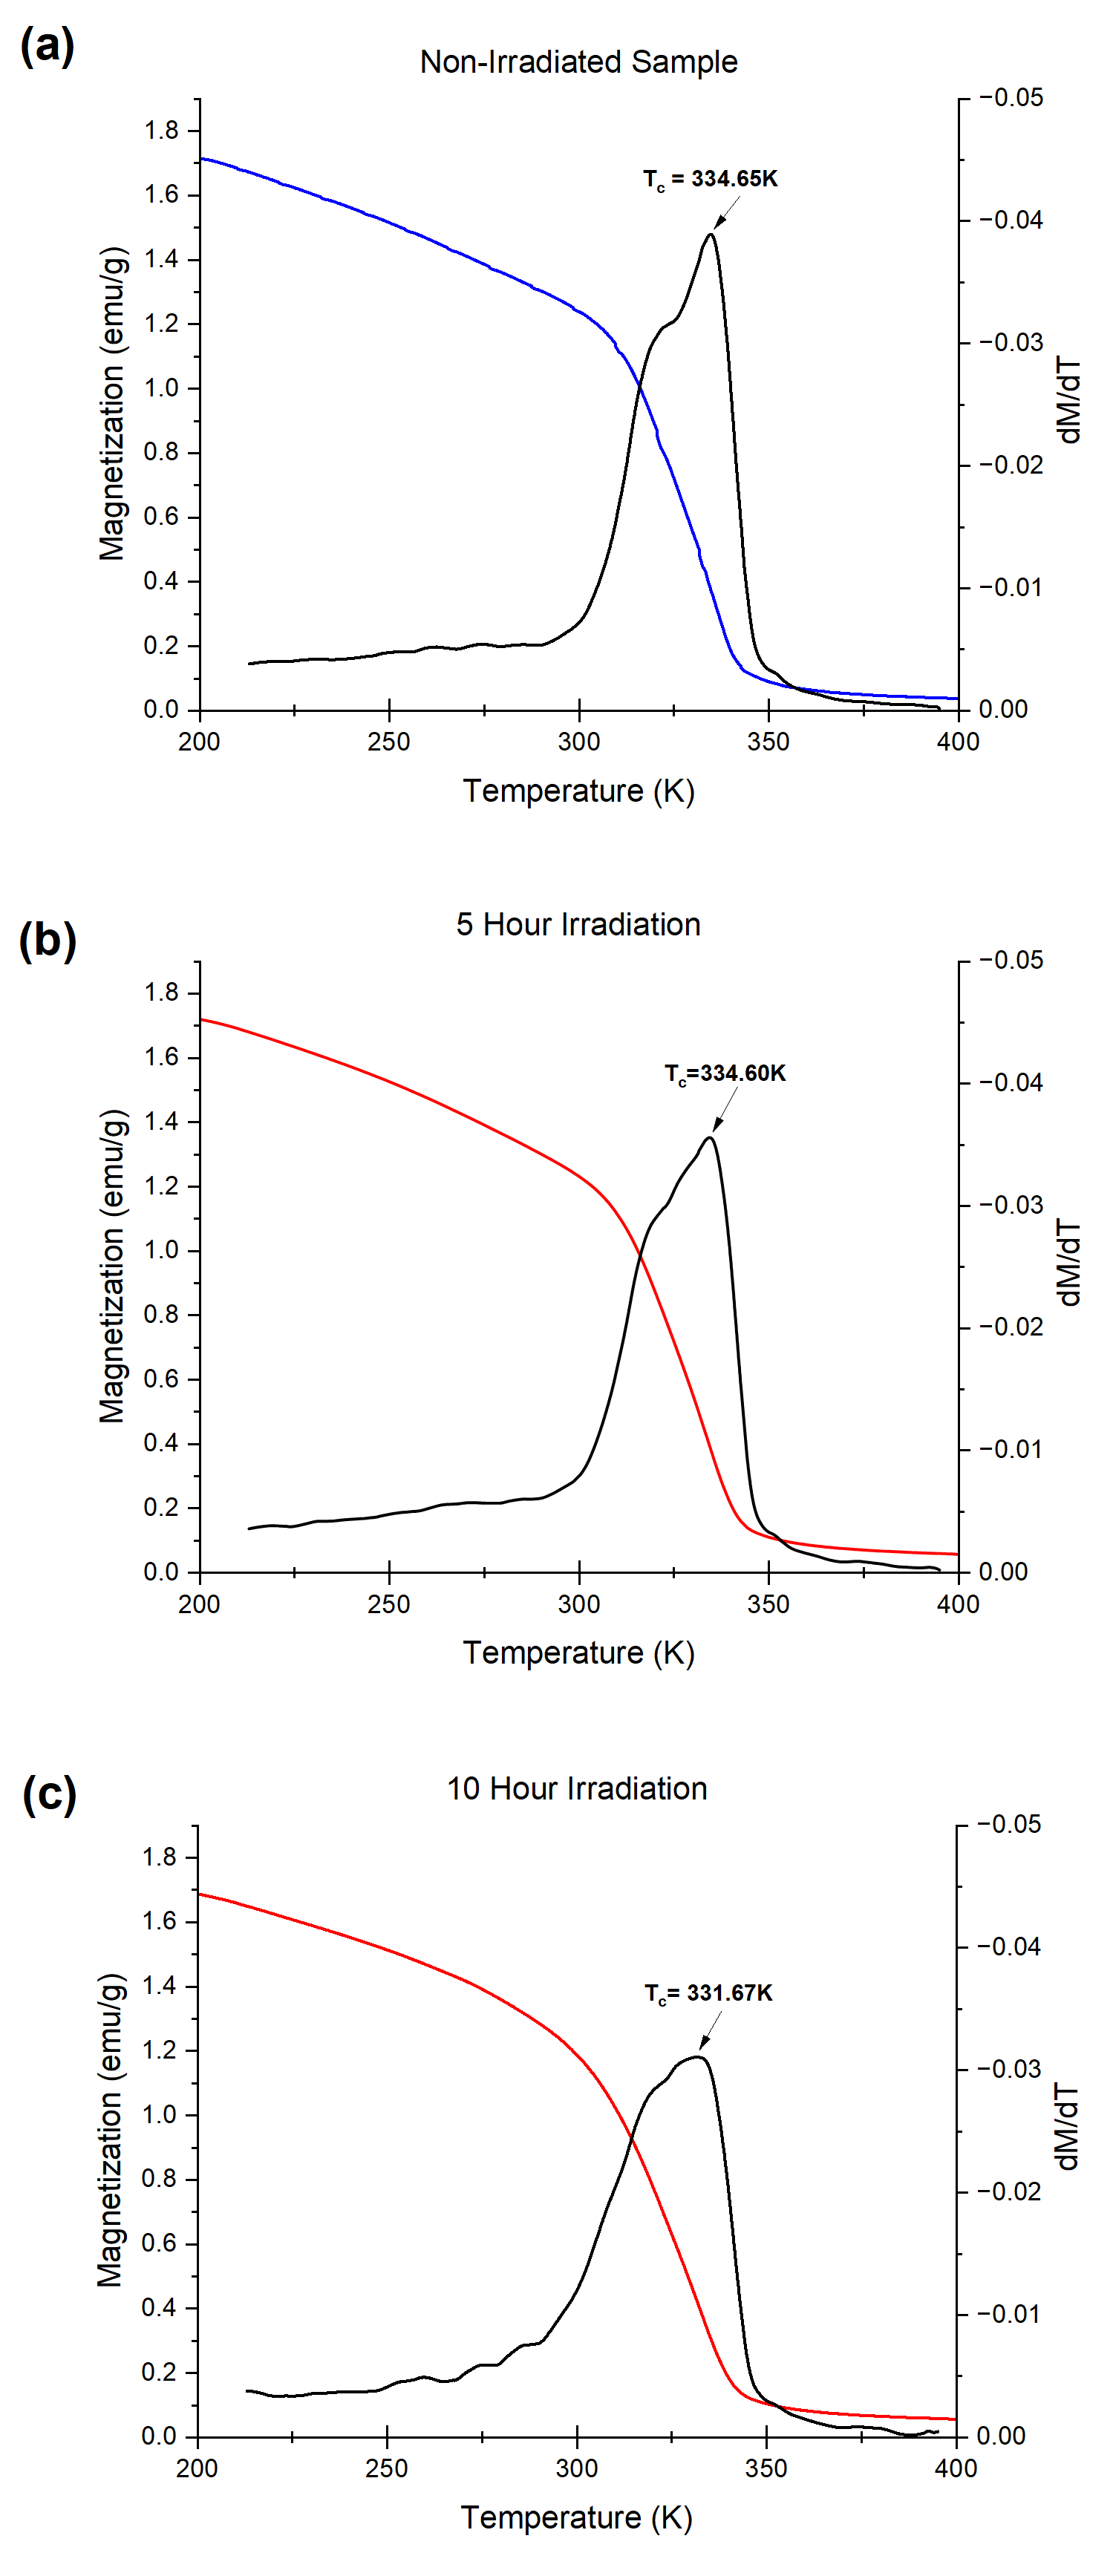 (a)
Non-Irradiated Sample
Tc = 334.65K
Magnetization (emu/g)
1.8
1.6
1.4
1.2
1.0
0.8
0.6
0.4
0.2
0.0
−0.05
−0.04
−0.03
−0.02
−0.01
0.00
dM/dT
200 250 300 350 400
Temperature (K)
(b)
5 Hour Irradiation
Tc=334.60K
Magnetization (emu/g)
1.8
1.6
1.4
1.2
1.0
0.8
0.6
0.4
0.2
0.0
−0.05
−0.04
−0.03
−0.02
−0.01
0.00
dM/dT
200 250 300 350 400
Temperature (K)
(c)
10 Hour Irradiation
Tc= 331.67K
Magnetization (emu/g)
1.8
1.6
1.4
1.2
1.0
0.8
0.6
0.4
0.2
0.0
−0.05
−0.04
−0.03
−0.02
−0.01
0.00
dM/dT
200 250 300 350 400
Temperature (K)